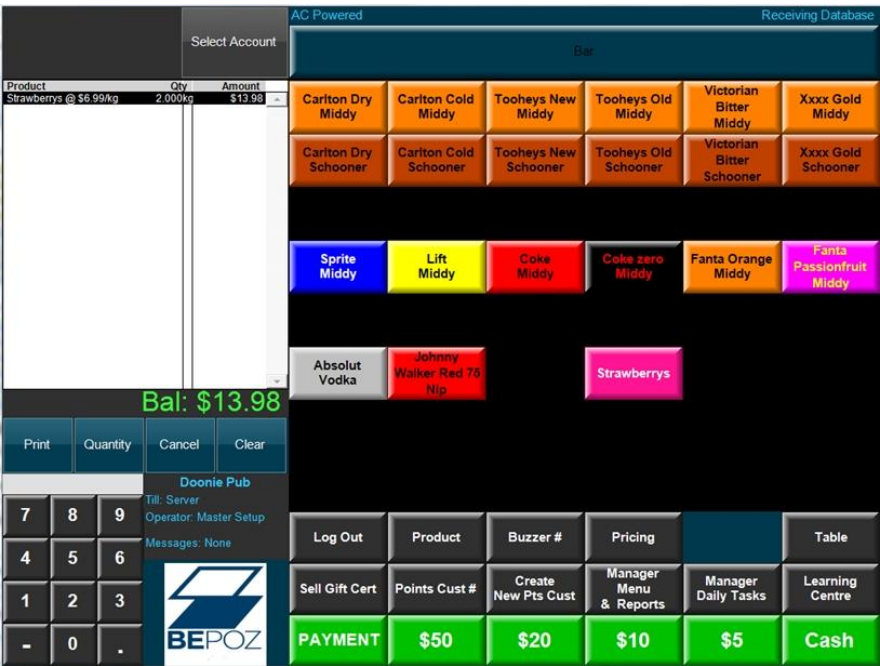 AC Powered
Receiving Database
Select Account
Bar
Product Qty Amount
Strawberrys @ $6.99/kg 2.000kg $13.98
Carlton Dry
Middy
Carlton Cold
Middy
Tooheys New
Middy
Tooheys Old
Middy
Victorian
Bitter
Middy
Xxxx Gold
Middy
Carlton Dry
Schooner
Carlton Cold
Schooner
Tooheys New
Schooner
Tooheys Old
Schooner
Victorian
Bitter
Schooner
Xxxx Gold
Schooner
Sprite
Middy
Lift
Middy
Coke
Middy
Coke zero
Middy
Fanta Orange
Middy
Fanta
Passionfruit
Middy
Absolut
Vodka
Johnny
Walker Red 75
Nip
Strawberrys
Bal: $13.98
Print
Quantity
Cancel
Clear
Doonie Pub
Till: Server
Operator: Master Setup
Messages: None
7 8 9
4 5 6
1 2 3
- 0 .
BEPOZ
Log Out
Product
Buzzer #
Pricing
Table
Sell Gift Cert
Points Cust #
Create
New Pts Cust
Manager
Menu
& Reports
Manager
Daily Tasks
Learning
Centre
PAYMENT
$50
$20
$10
$5
Cash